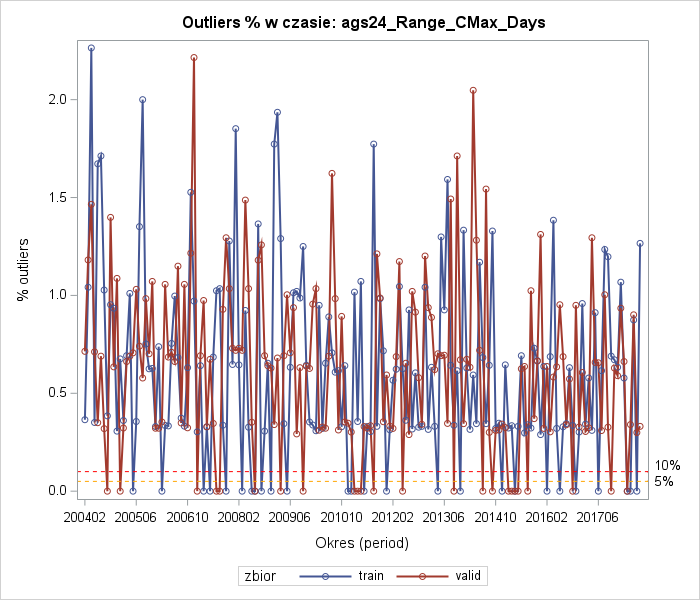 Outliers % w czasie: ags24_Range_CMax_Days
% outliers
2.0
1.5
1.0
0.5
0.0
10%
5%
200402 200506 200610 200802 200906 201010 201202 201306 201410 201602 201706
Okres (period)
zbior train valid